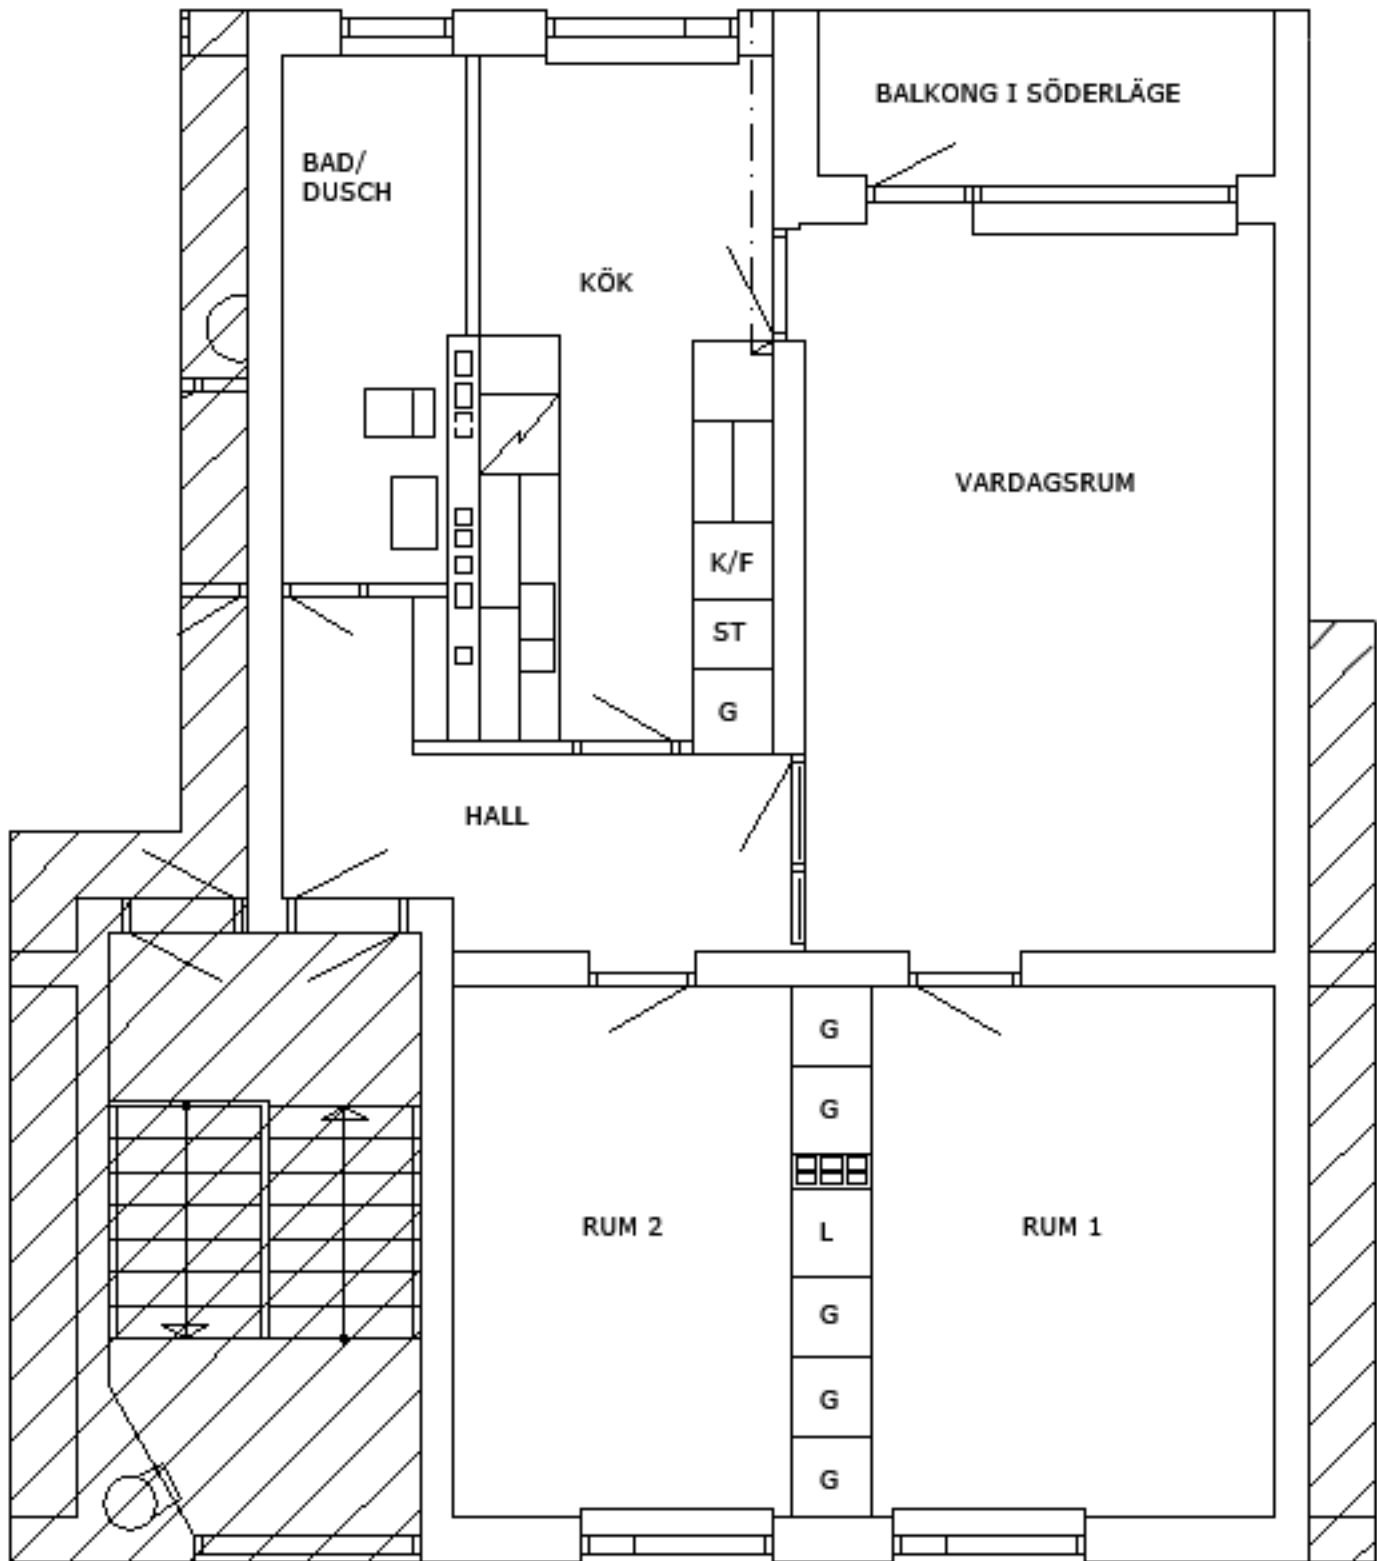 BALKONG I SÖDERLÄGE
BAD/
DUSCH
KÖK
VARDAGSRUM
K/F
ST
G
HALL
G
G
RUM 2
L
RUM 1
G
G
G